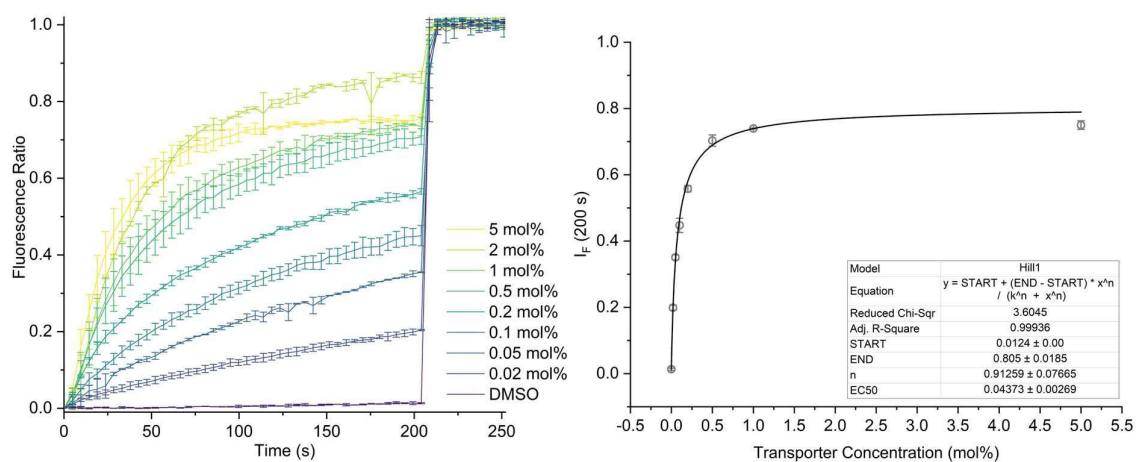 1.0
0.8
0.6
0.4
0.2
0.0
Fluorescence Ratio
0
50
100
150
200
250
Time (s)
5 mol%
2 mol%
1 mol%
0.5 mol%
0.2 mol%
0.1 mol%
0.05 mol%
0.02 mol%
DMSO
1.0
0.8
0.6
0.4
0.2
0.0
I_F (200 s)
-0.5 0.0 0.5 1.0 1.5 2.0 2.5 3.0 3.5 4.0 4.5 5.0 5.5
Transporter Concentration (mol%)
Model Hill1
Equation y = START + (END - START) * x^n
/ (k^n + x^n)
Reduced Chi-Sqr 3.6045
Adj. R-Square 0.99936
START 0.0124 ± 0.00
END 0.805 ± 0.0185
n 0.91259 ± 0.07665
EC50 0.04373 ± 0.00269